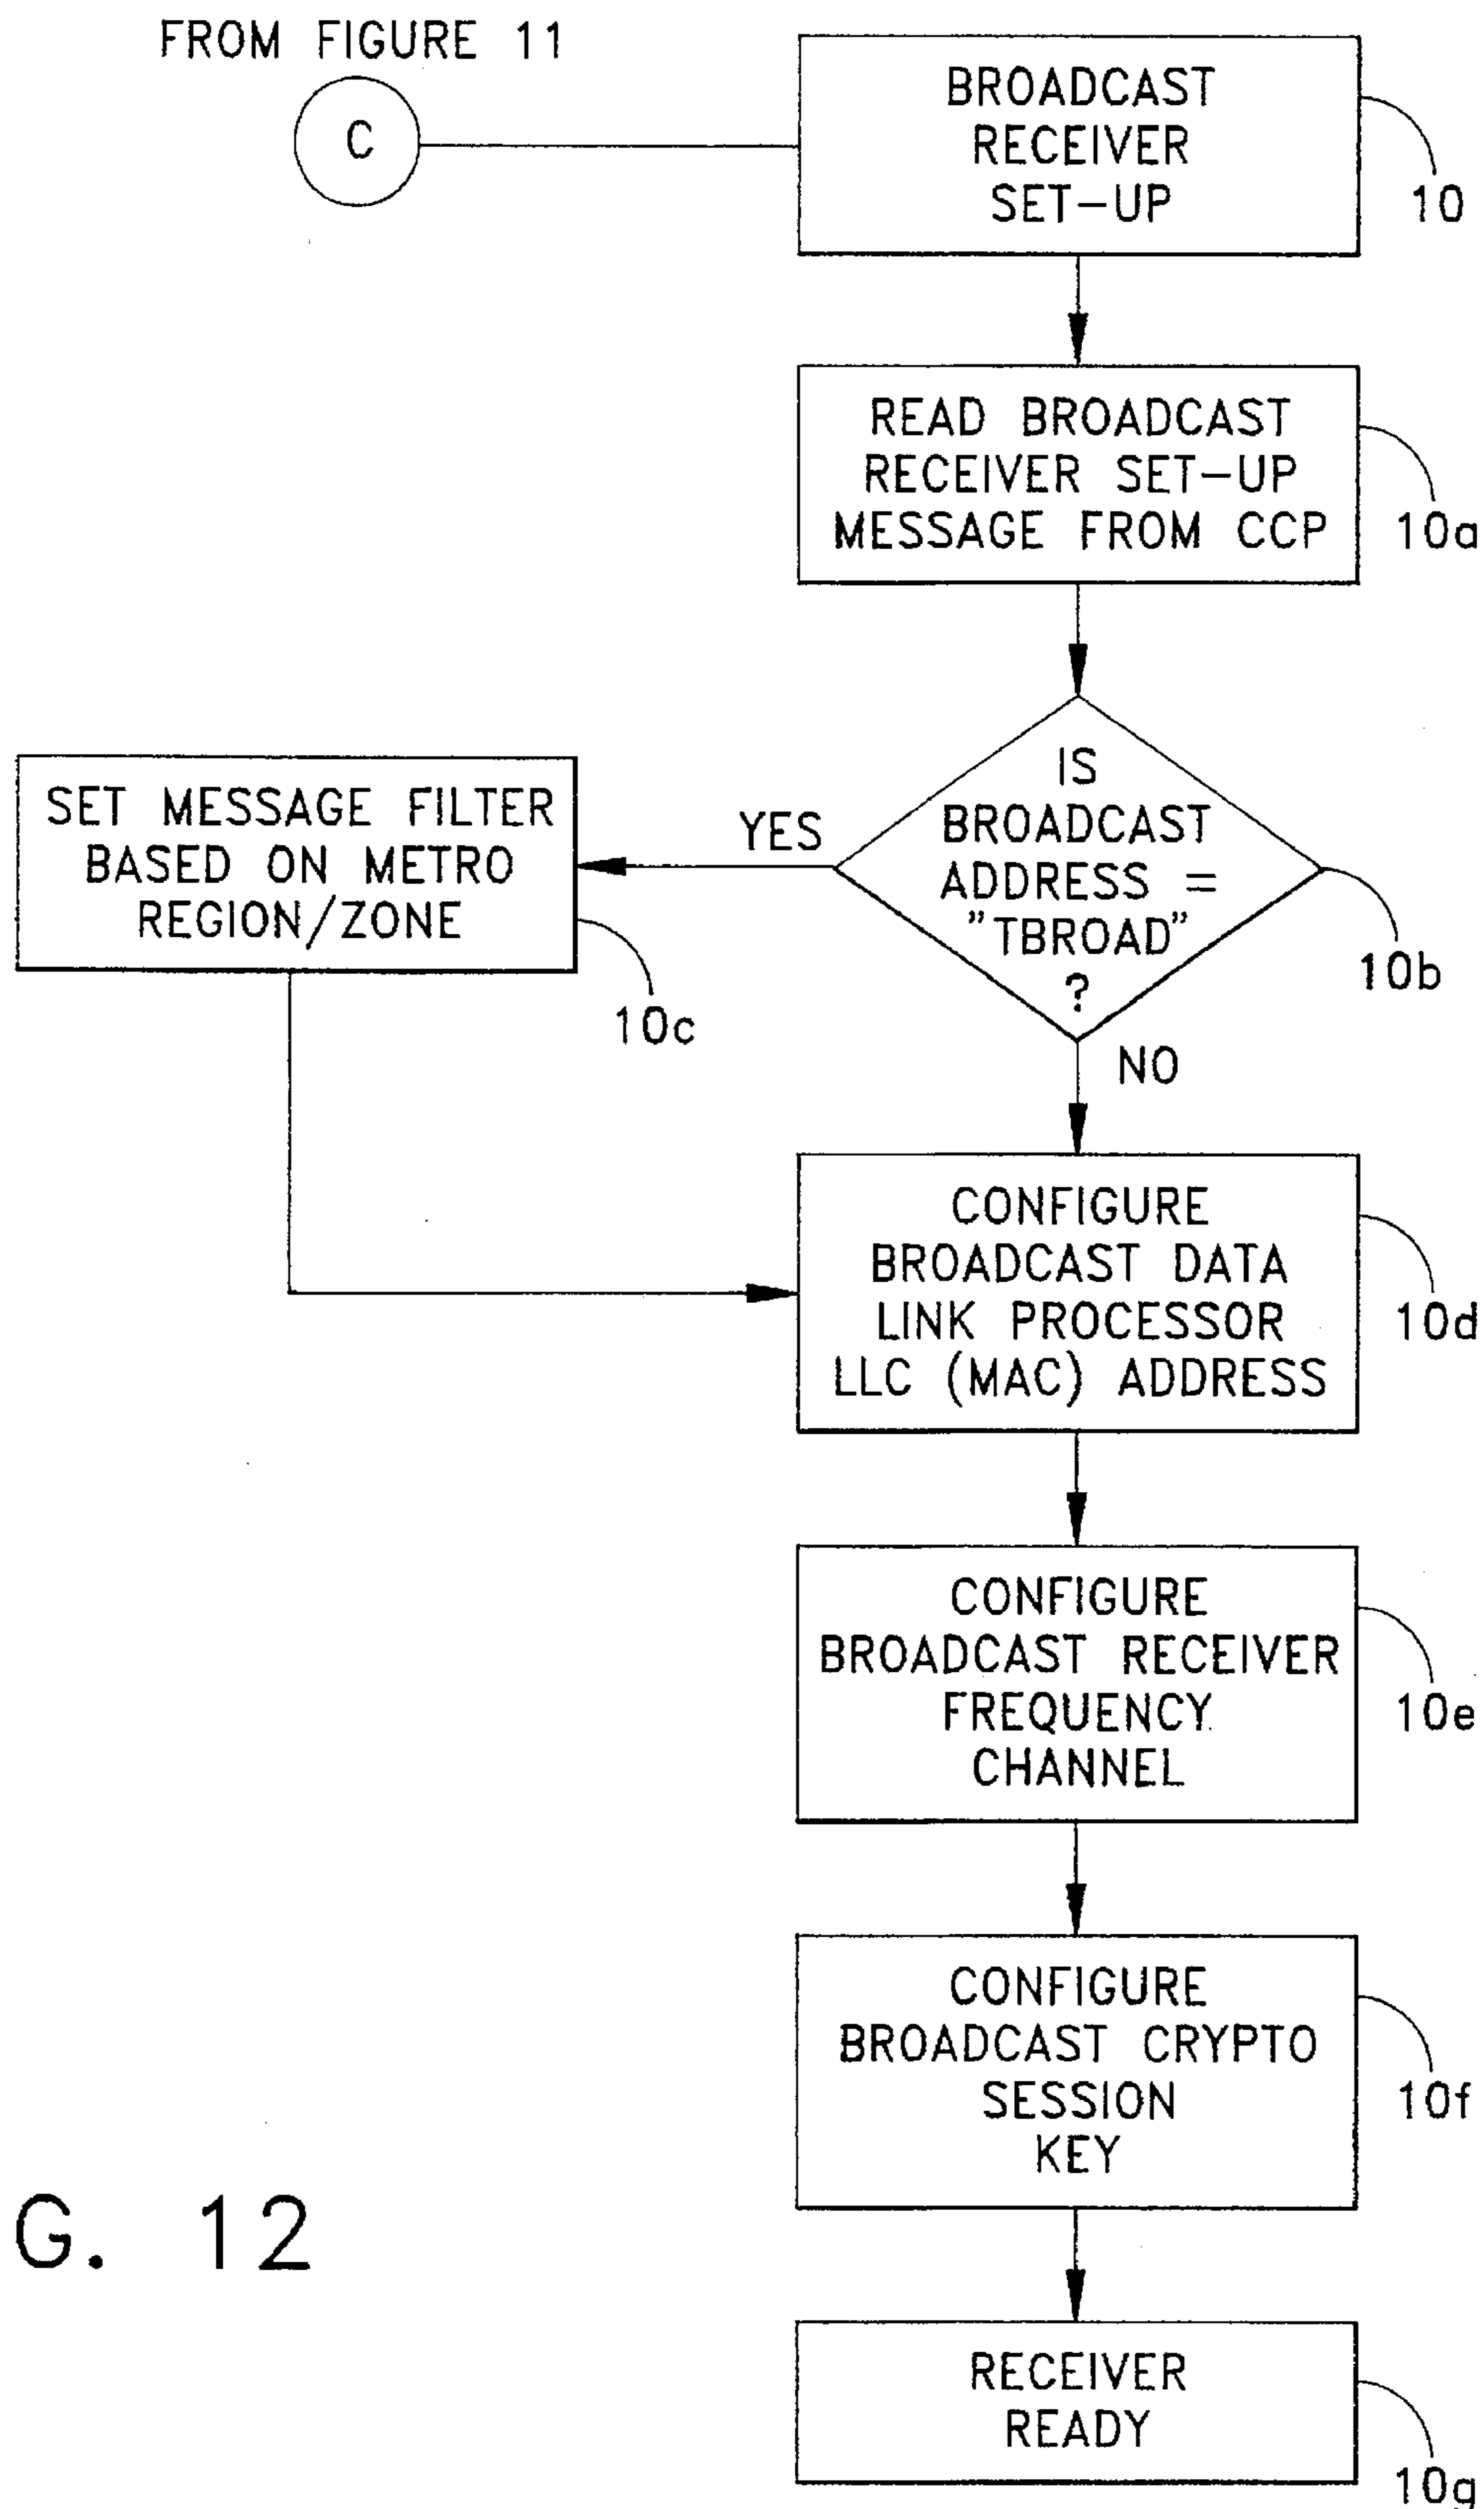 FROM FIGURE 11
C
BROADCAST
RECEIVER
SET-UP
10
READ BROADCAST
RECEIVER SET-UP
MESSAGE FROM CCP
10a
IS
BROADCAST
ADDRESS =
"TBROAD"
?
10b
YES
SET MESSAGE FILTER
BASED ON METRO
REGION/ZONE
10c
NO
CONFIGURE
BROADCAST DATA
LINK PROCESSOR
LLC (MAC) ADDRESS
10d
CONFIGURE
BROADCAST RECEIVER
FREQUENCY
CHANNEL
10e
CONFIGURE
BROADCAST CRYPTO
SESSION
KEY
10f
RECEIVER
READY
10g
G. 12